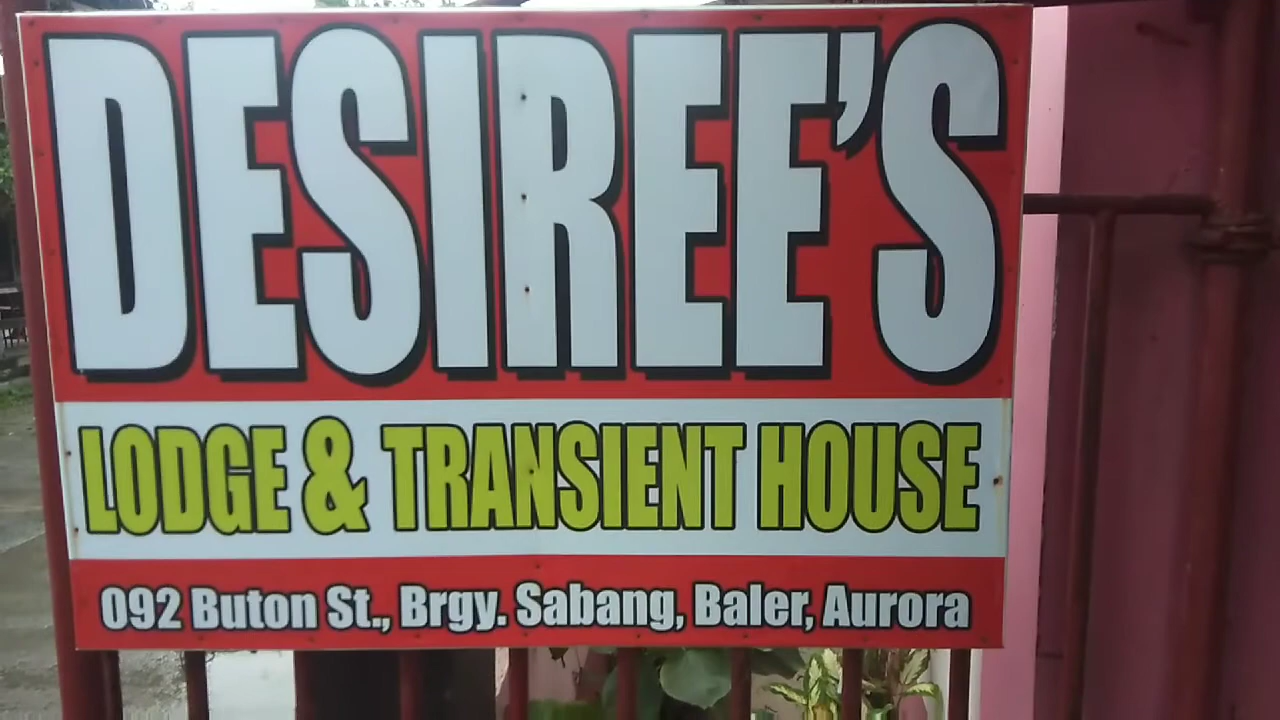 DESIREE'S
LODGE & TRANSIENT HOUSE
092 Buton St., Brgy. Sabang, Baler, Aurora